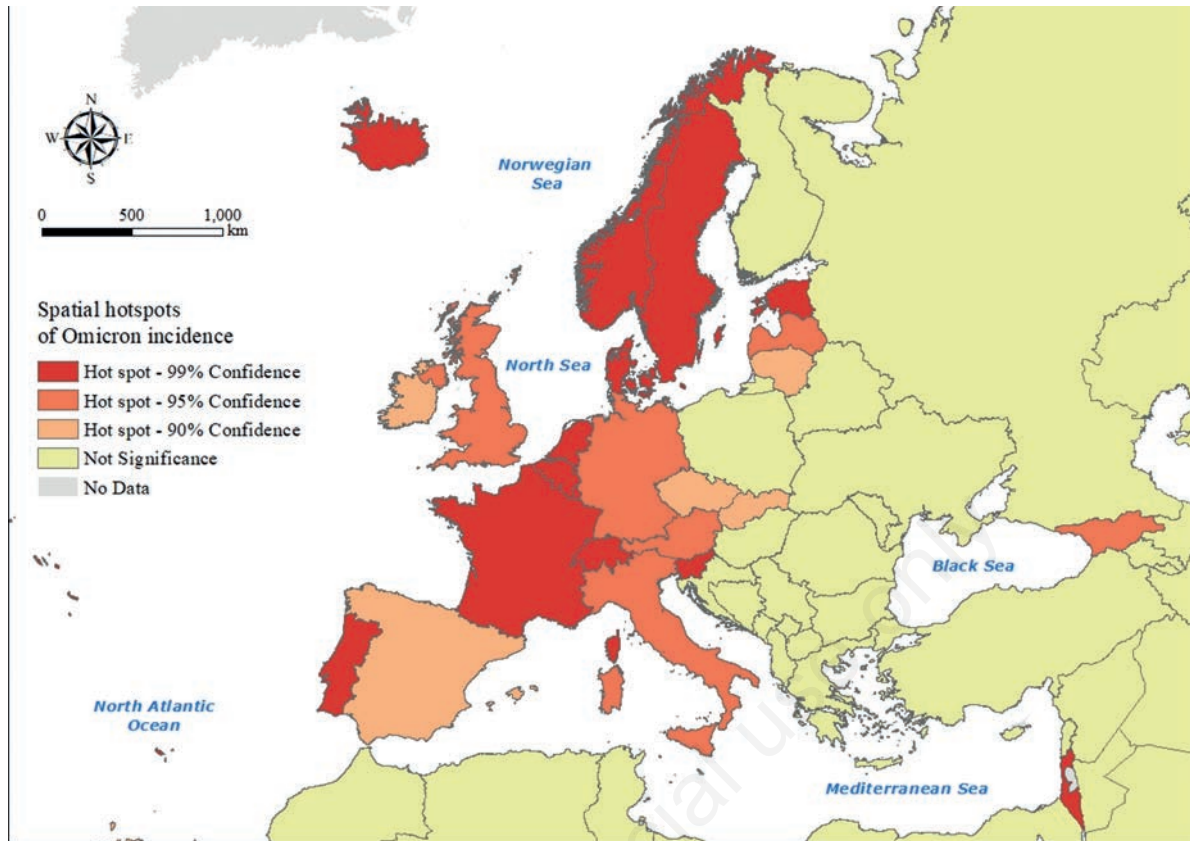 N
W E
S
0 500 1,000
km
Spatial hotspots
of Omicron incidence
Hot spot - 99% Confidence
Hot spot - 95% Confidence
Hot spot - 90% Confidence
Not Significance
No Data
Norwegian
Sea
North Sea
Black Sea
North Atlantic
Ocean
Mediterranean Sea
only